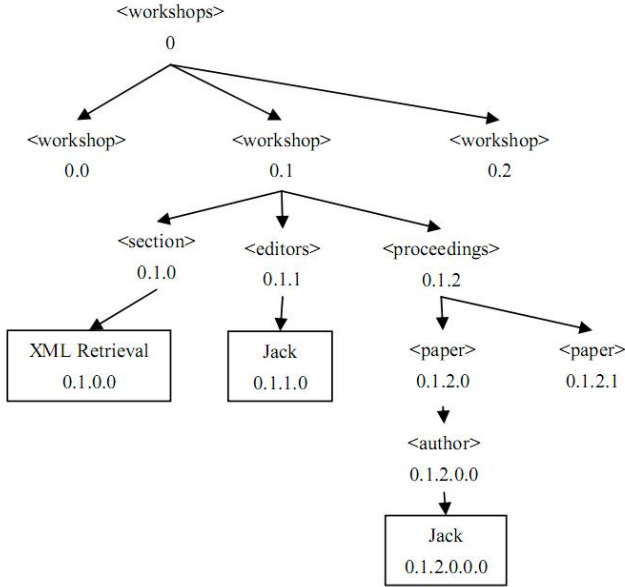 <workshops>
0
<workshop>
0.0
<workshop>
0.1
<workshop>
0.2
<section>
0.1.0
<editors>
0.1.1
<proceedings>
0.1.2
XML Retrieval
0.1.0.0
Jack
0.1.1.0
<paper>
0.1.2.0
<paper>
0.1.2.1
<author>
0.1.2.0.0
Jack
0.1.2.0.0.0